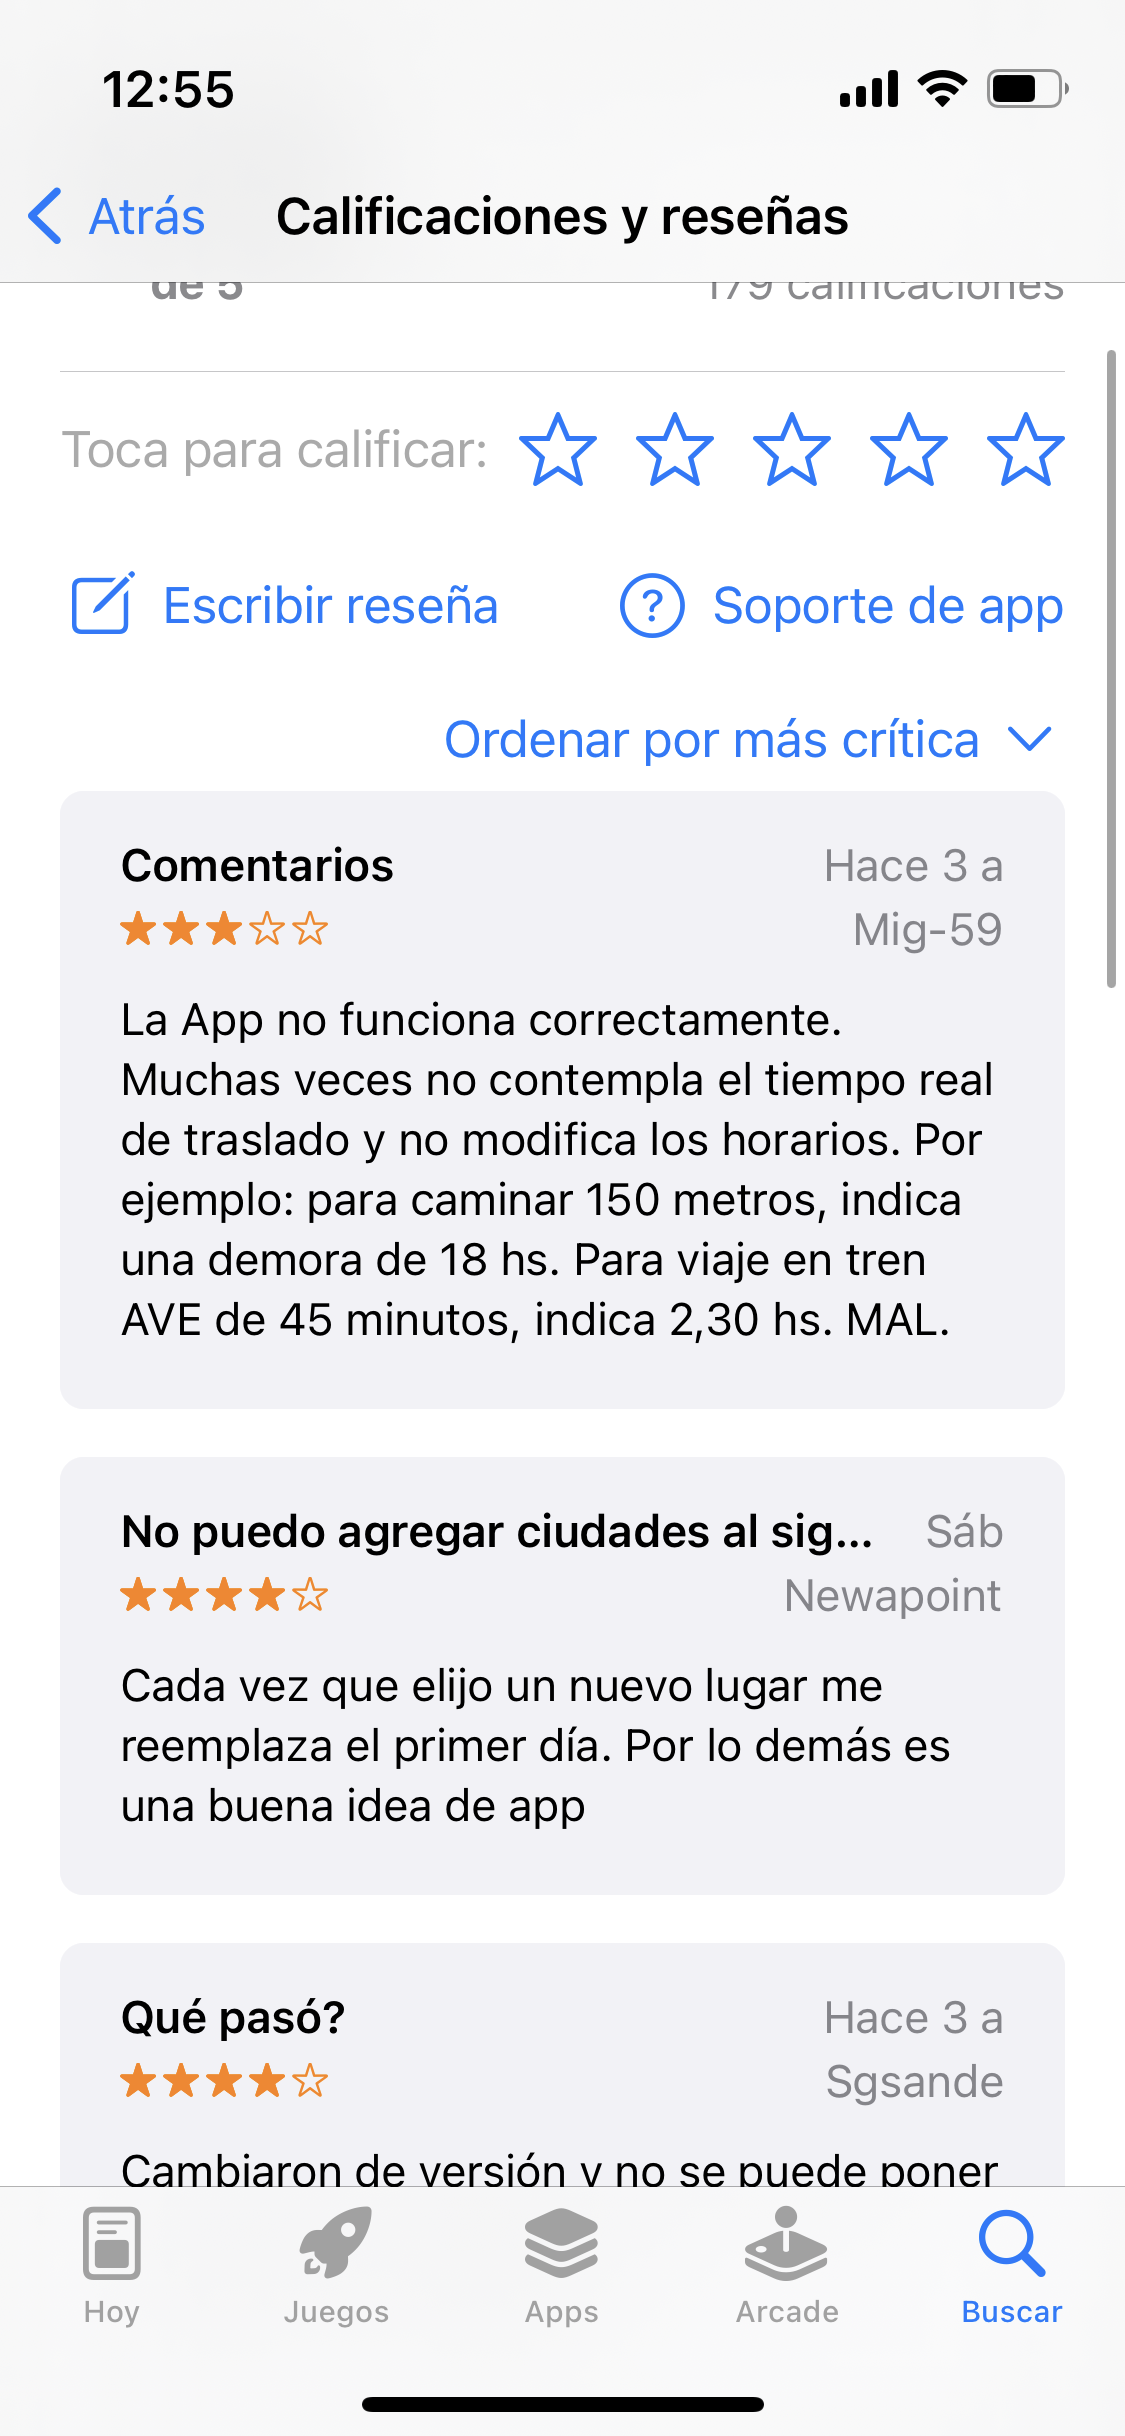 12:55
Atrás
Calificaciones y reseñas
de 5
179 calificaciones
Toca para calificar:
Escribir reseña
Soporte de app
Ordenar por más crítica
Comentarios
Hace 3 a
Mig-59
La App no funciona correctamente.
Muchas veces no contempla el tiempo real
de traslado y no modifica los horarios. Por
ejemplo: para caminar 150 metros, indica
una demora de 18 hs. Para viaje en tren
AVE de 45 minutos, indica 2,30 hs. MAL.
No puedo agregar ciudades al sig...
Sáb
Newapoint
Cada vez que elijo un nuevo lugar me
reemplaza el primer día. Por lo demás es
una buena idea de app
Qué pasó?
Hace 3 a
Sgsande
Cambiaron de versión y no se puede poner
Hoy
Juegos
Apps
Arcade
Buscar